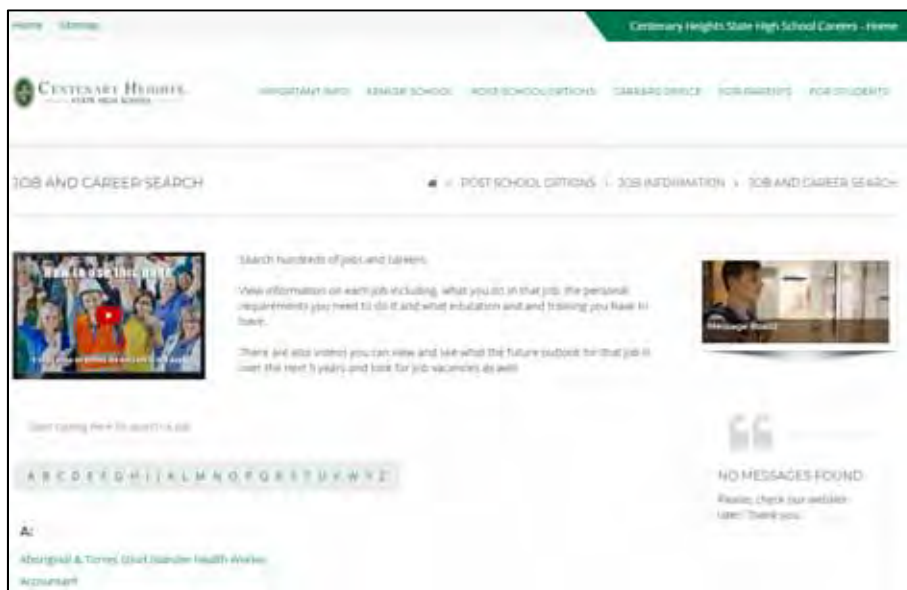 Home Sitemap
Centenary Heights State High School Careers - Home
CENTENARY HEIGHTS
STATE HIGH SCHOOL
IMPORTANT INFO SENIOR SCHOOL POST SCHOOL OPTIONS CAREERS OFFICE FOR PARENTS FOR STUDENTS
JOB AND CAREER SEARCH
POST SCHOOL OPTIONS > JOB INFORMATION > JOB AND CAREER SEARCH
How to use this page
Search hundreds of jobs and careers.
View information on each job including, what you do in that job, the personal
requirements you need to do it and what education and and training you have to
have.
There are also videos you can view and see what the future outlook for that job is
over the next 5 years and look for job vacancies as well
Message Board
Start typing here to search a job
A B C D E F G H I J K L M N O P Q R S T U V W Y Z
NO MESSAGES FOUND
Please, check our website
later! Thank you.
A:
Aboriginal & Torres Strait Islander Health Worker
Accountant